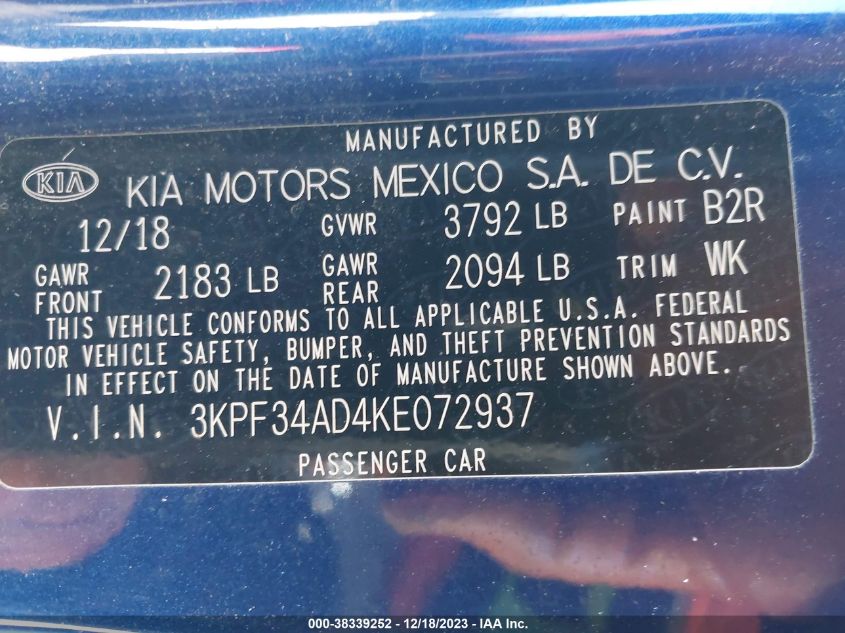 MANUFACTURED BY
KIA KIA MOTORS MEXICO S.A. DE C.V.
12/18 GVWR 3792 LB PAINT B2R
GAWR FRONT 2183 LB GAWR REAR 2094 LB TRIM WK
THIS VEHICLE CONFORMS TO ALL APPLICABLE U.S.A. FEDERAL
MOTOR VEHICLE SAFETY, BUMPER, AND THEFT PREVENTION STANDARDS
IN EFFECT ON THE DATE OF MANUFACTURE SHOWN ABOVE.
V.I.N. 3KPF34AD4KE072937
PASSENGER CAR
000-38339252 - 12/18/2023 - IAA Inc.